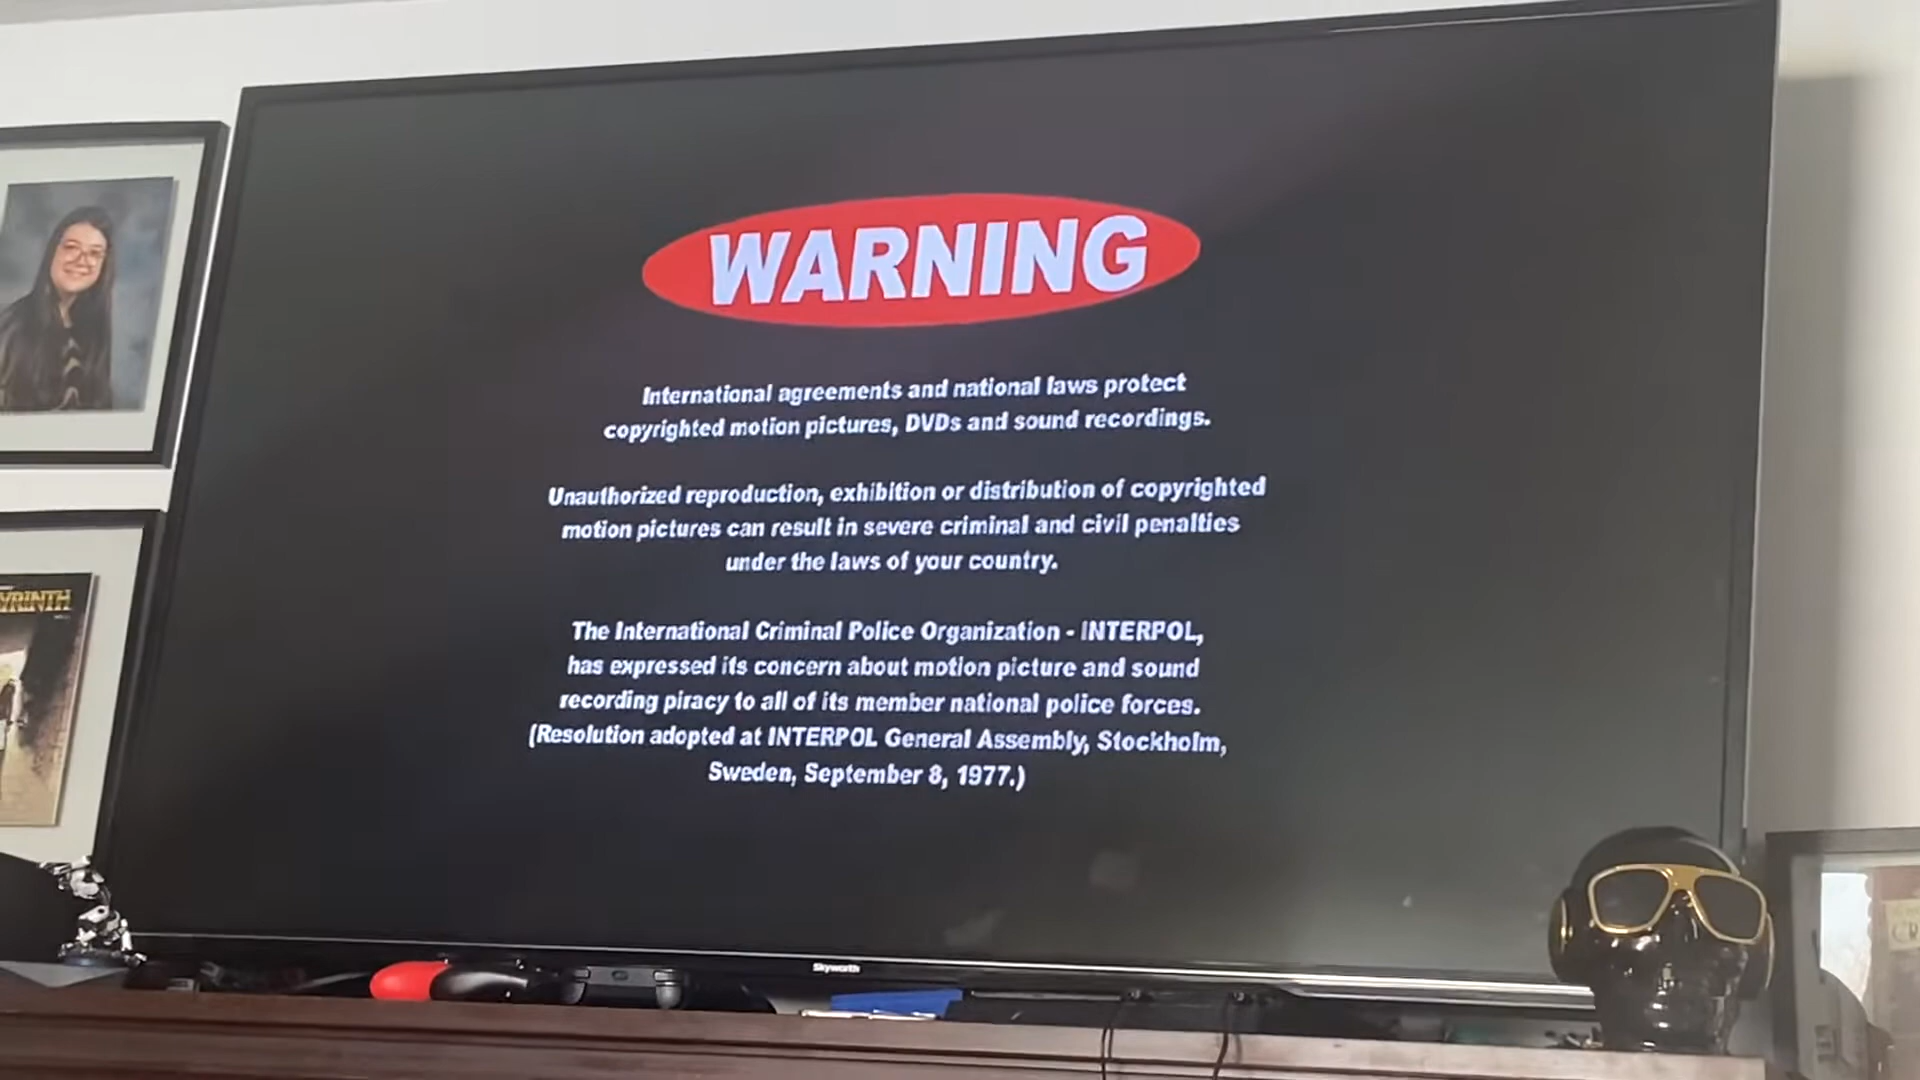 WARNING
International agreements and national laws protect
copyrighted motion pictures, DVDs and sound recordings.
Unauthorized reproduction, exhibition or distribution of copyrighted
motion pictures can result in severe criminal and civil penalties
under the laws of your country.
The International Criminal Police Organization - INTERPOL,
has expressed its concern about motion picture and sound
recording piracy to all of its member national police forces.
(Resolution adopted at INTERPOL General Assembly, Stockholm,
Sweden, September 8, 1977.)
YRINTH
Skyworth